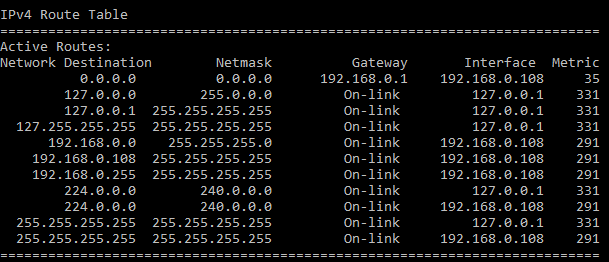 IPv4 Route Table
===========================================================================
Active Routes:
Network Destination        Netmask          Gateway       Interface  Metric
          0.0.0.0          0.0.0.0      192.168.0.1    192.168.0.108     35
        127.0.0.0        255.0.0.0         On-link         127.0.0.1    331
        127.0.0.1  255.255.255.255         On-link         127.0.0.1    331
  127.255.255.255  255.255.255.255         On-link         127.0.0.1    331
      192.168.0.0    255.255.255.0         On-link     192.168.0.108    291
    192.168.0.108  255.255.255.255         On-link     192.168.0.108    291
    192.168.0.255  255.255.255.255         On-link     192.168.0.108    291
        224.0.0.0        240.0.0.0         On-link         127.0.0.1    331
        224.0.0.0        240.0.0.0         On-link     192.168.0.108    291
  255.255.255.255  255.255.255.255         On-link         127.0.0.1    331
  255.255.255.255  255.255.255.255         On-link     192.168.0.108    291
===========================================================================